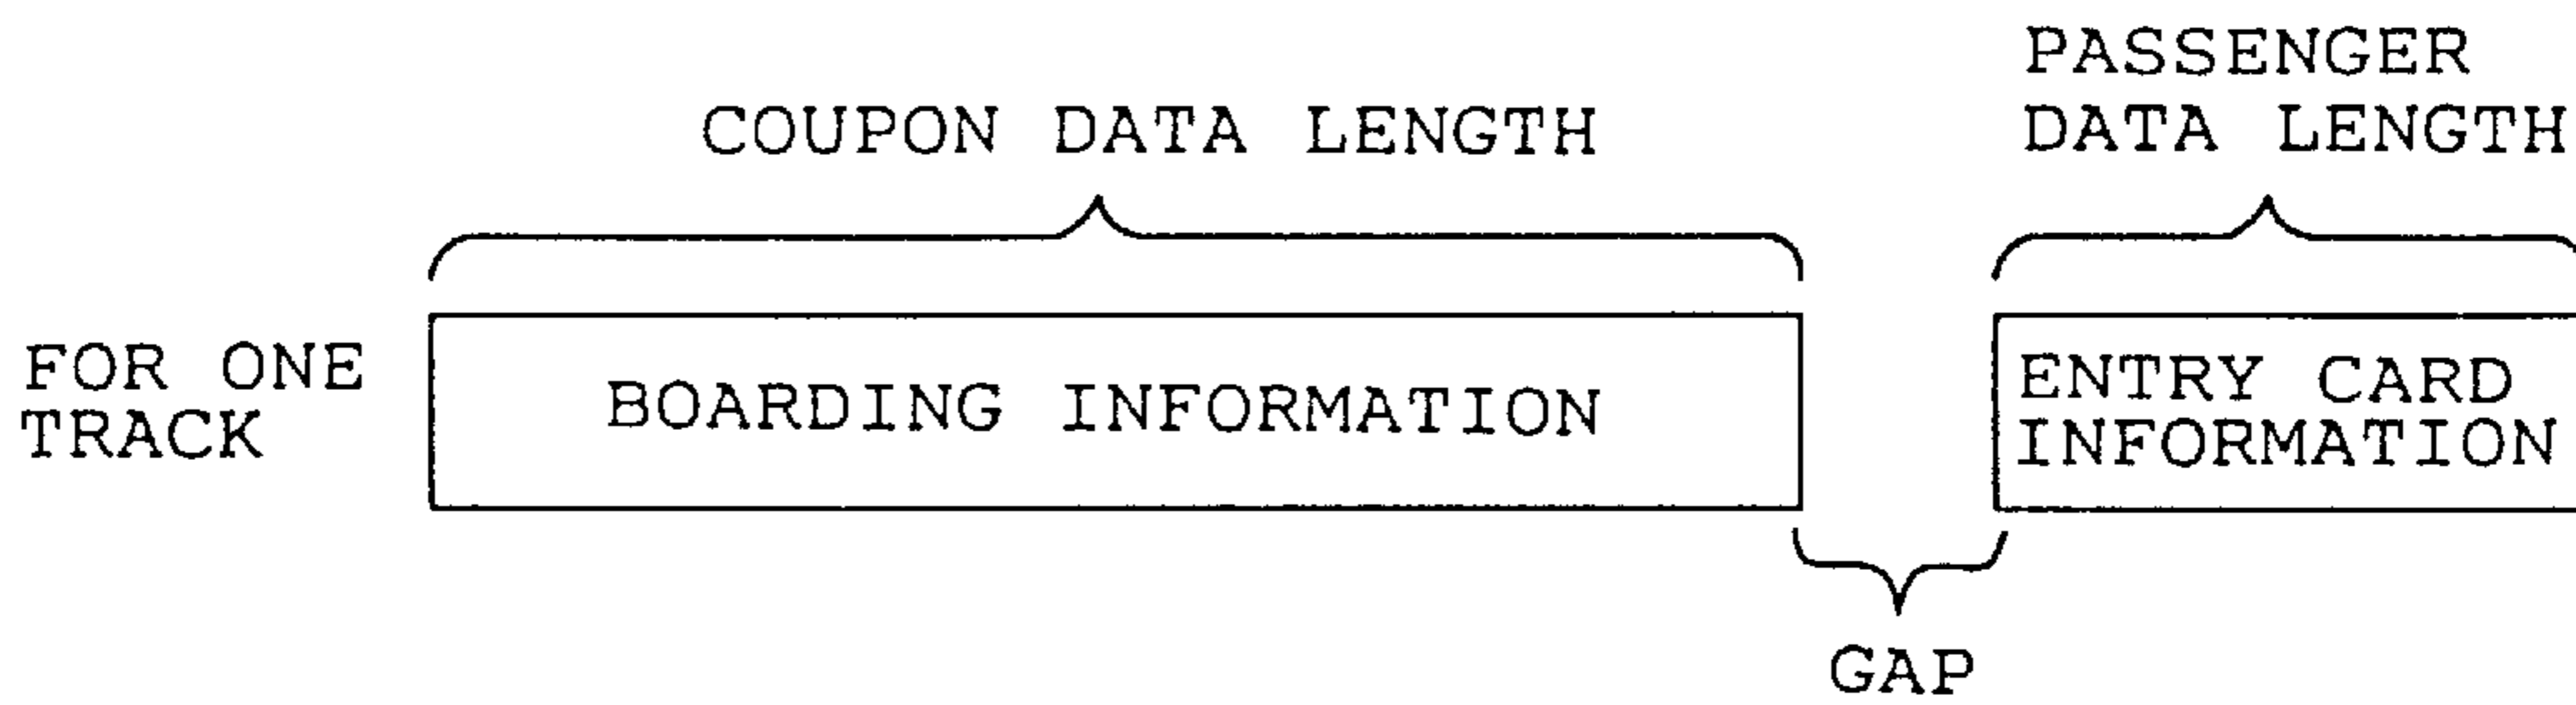 PASSENGER
DATA LENGTH
COUPON DATA LENGTH
FOR ONE
TRACK
BOARDING INFORMATION
ENTRY CARD
INFORMATION
GAP